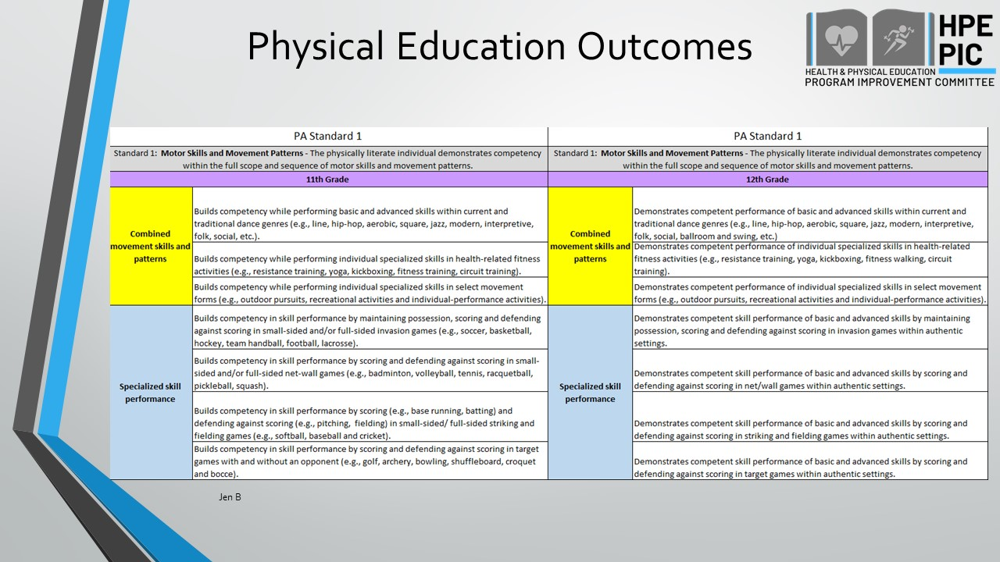 Physical Education Outcomes
HPE
PIC
HEALTH & PHYSICAL EDUCATION
PROGRAM IMPROVEMENT COMMITTEE
PA Standard 1
Standard 1: Motor Skills and Movement Patterns - The physically literate individual demonstrates competency
within the full scope and sequence of motor skills and movement patterns.
11th Grade
Combined
movement skills and
patterns
Builds competency while performing basic and advanced skills within current and
traditional dance genres (e.g., line, hip-hop, aerobic, square, jazz, modern, interpretive,
folk, social, etc.).
Builds competency while performing individual specialized skills in health-related fitness
activities (e.g., resistance training, yoga, kickboxing, fitness training, circuit training).
Builds competency while performing individual specialized skills in select movement
forms (e.g., outdoor pursuits, recreational activities and individual-performance activities).
Specialized skill
performance
Builds competency in skill performance by maintaining possession, scoring and defending
against scoring in small-sided and/or full-sided invasion games (e.g., soccer, basketball,
hockey, team handball, football, lacrosse).
Builds competency in skill performance by scoring and defending against scoring in small-
sided and/or full-sided net-wall games (e.g., badminton, volleyball, tennis, racquetball,
pickleball, squash).
Builds competency in skill performance by scoring (e.g., base running, batting) and
defending against scoring (e.g., pitching, fielding) in small-sided/ full-sided striking and
fielding games (e.g., softball, baseball and cricket).
Builds competency in skill performance by scoring and defending against scoring in target
games with and without an opponent (e.g., golf, archery, bowling, shuffleboard, croquet
and bocce).
PA Standard 1
Standard 1: Motor Skills and Movement Patterns - The physically literate individual demonstrates competency
within the full scope and sequence of motor skills and movement patterns.
12th Grade
Combined
movement skills and
patterns
Demonstrates competent performance of basic and advanced skills within current and
traditional dance genres (e.g., line, hip-hop, aerobic, square, jazz, modern, interpretive,
folk, social, ballroom and swing, etc.)
Demonstrates competent performance of individual specialized skills in health-related
fitness activities (e.g., resistance training, yoga, kickboxing, fitness walking, circuit
training).
Demonstrates competent performance of individual specialized skills in select movement
forms (e.g., outdoor pursuits, recreational activities and individual-performance activities).
Specialized skill
performance
Demonstrates competent skill performance of basic and advanced skills by maintaining
possession, scoring and defending against scoring in invasion games within authentic
settings.
Demonstrates competent skill performance of basic and advanced skills by scoring and
defending against scoring in net/wall games within authentic settings.
Demonstrates competent skill performance of basic and advanced skills by scoring and
defending against scoring in striking and fielding games within authentic settings.
Demonstrates competent skill performance of basic and advanced skills by scoring and
defending against scoring in target games within authentic settings.
Jen B